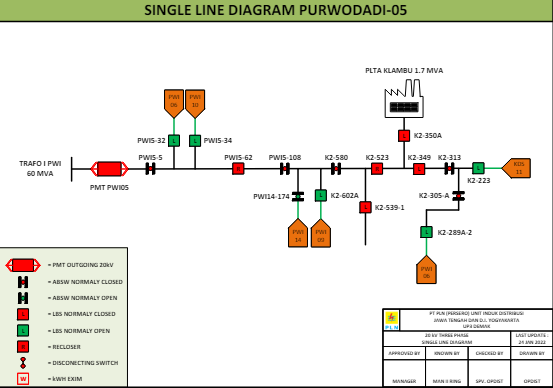 SINGLE LINE DIAGRAM PURWODADI-05
PLTA KLAMBU 1.7 MVA
PWI
06
PWI
10
PWI5-32
L
L
PWI5-34
K2-350A
TRAFO I PWI
60 MVA
PMT PWI05
PWI5-5
PWI5-62
PWI5-108
K2-580
K2-523
K2-349
K2-313
K2-223
L
11
PWI14-174
L
K2-602A
K2-539-1
K2-305-A
PWI
14
PWI
09
L
K2-289A-2
PWI
06
= PMT OUTGOING 20kV
= ABSW NORMALY CLOSED
= ABSW NORMALY OPEN
L
= LBS NORMALY CLOSED
L
= LBS NORMALY OPEN
R
= RECLOSER
= DISCONECTING SWITCH
W
= kWH EXIM
PLN
PT PLN (PERSERO) UNIT INDUK DISTRIBUSI
JAWA TENGAH DAN D.I. YOGYAKARTA
UP3 DEMAK
20 KV THREE PHASE
SINGLE LINE DIAGRAM
LAST UPDATE :
24 JAN 2022
APPROVED BY
KNOWN BY
CHECKED BY
DRAWN BY
MANAGER
MAN II RING
SPV. OPDIST
OPDIST